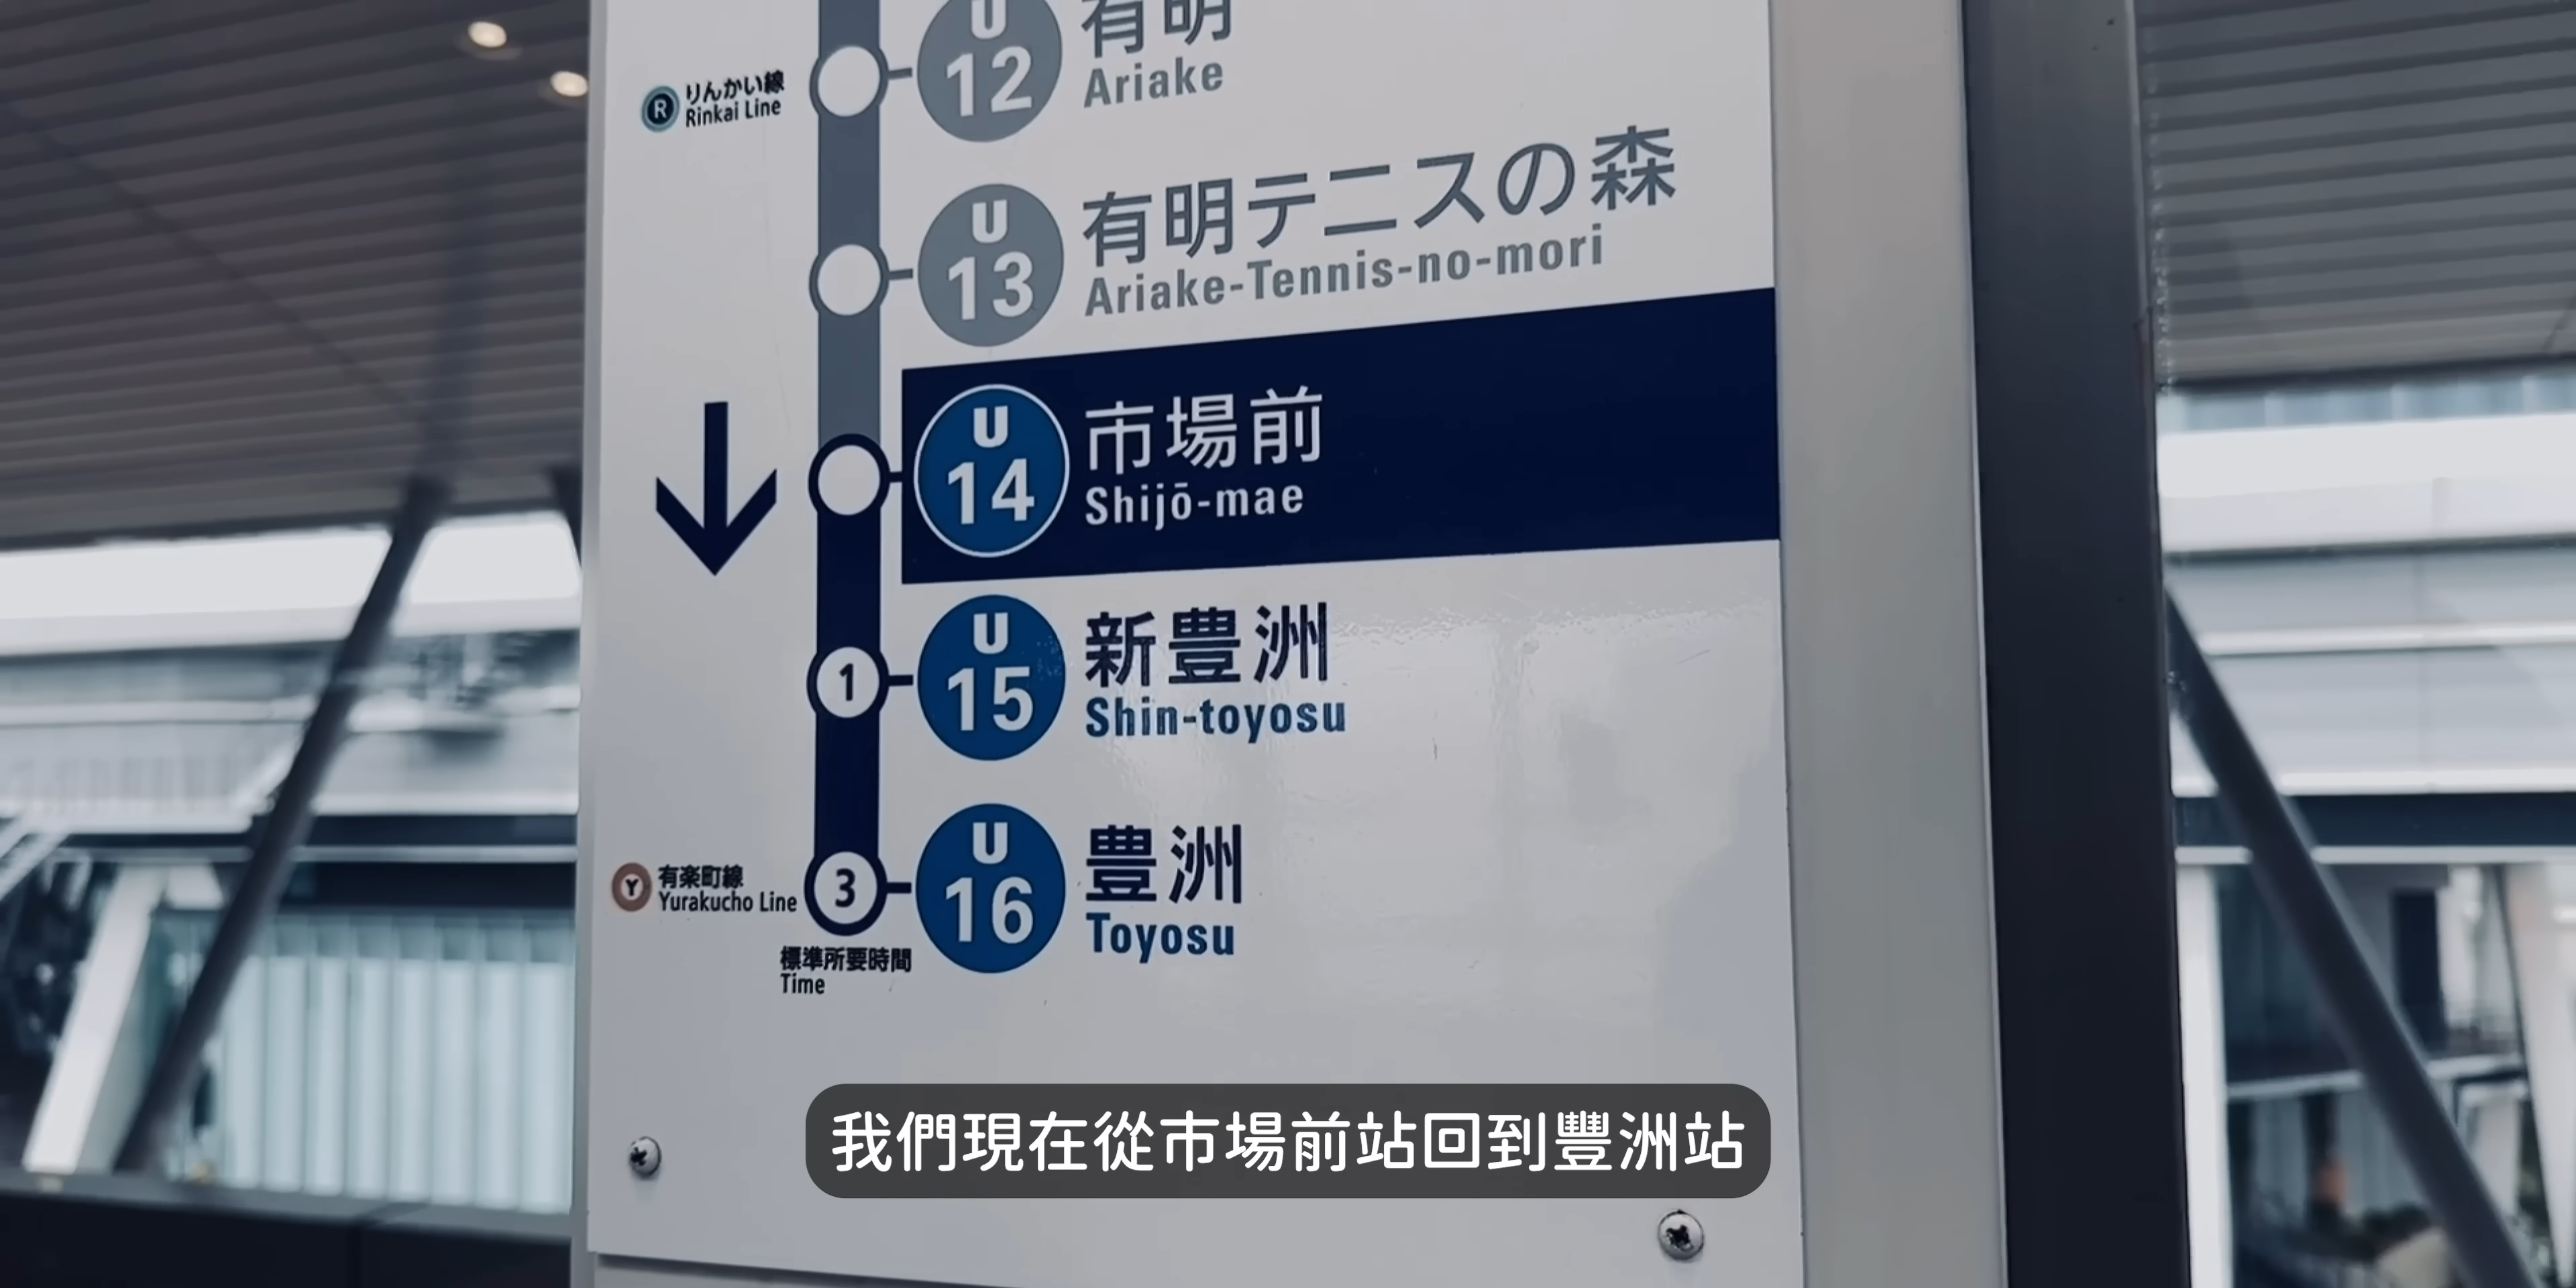 U
12
有明
Ariake
R
りんかい線
Rinkai Line
U
13
有明テニスの森
Ariake-Tennis-no-mori
U
14
市場前
Shijō-mae
1
U
15
新豊洲
Shin-toyosu
Y
有楽町線
Yurakucho Line
3
U
16
豊洲
Toyosu
標準所要時間
Time
我們現在從市場前站回到豐洲站